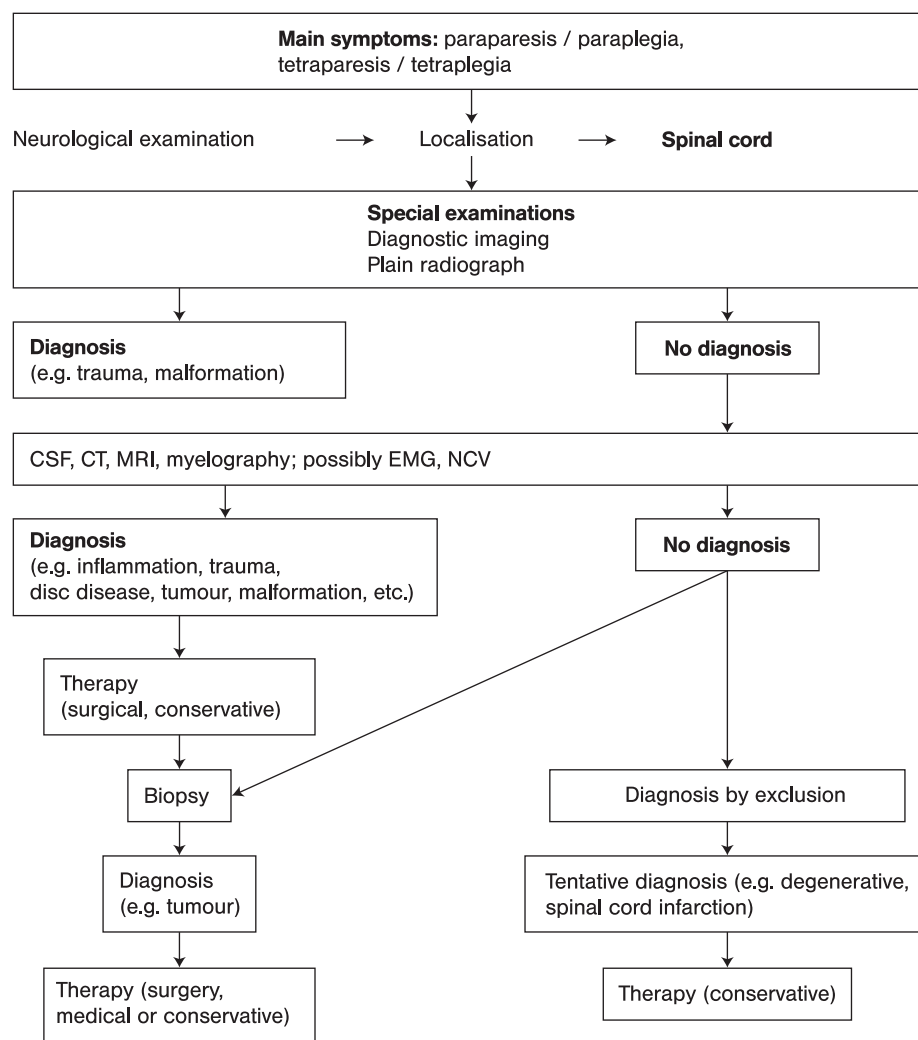 Main symptoms: paraparesis / paraplegia,
tetraparesis / tetraplegia
Neurological examination
Localisation
Spinal cord
Special examinations
Diagnostic imaging
Plain radiograph
Diagnosis
(e.g. trauma, malformation)
No diagnosis
CSF, CT, MRI, myelography; possibly EMG, NCV
Diagnosis
(e.g. inflammation, trauma,
disc disease, tumour, malformation, etc.)
No diagnosis
Therapy
(surgical, conservative)
Biopsy
Diagnosis by exclusion
Diagnosis
(e.g. tumour)
Tentative diagnosis (e.g. degenerative,
spinal cord infarction)
Therapy (surgery,
medical or conservative)
Therapy (conservative)